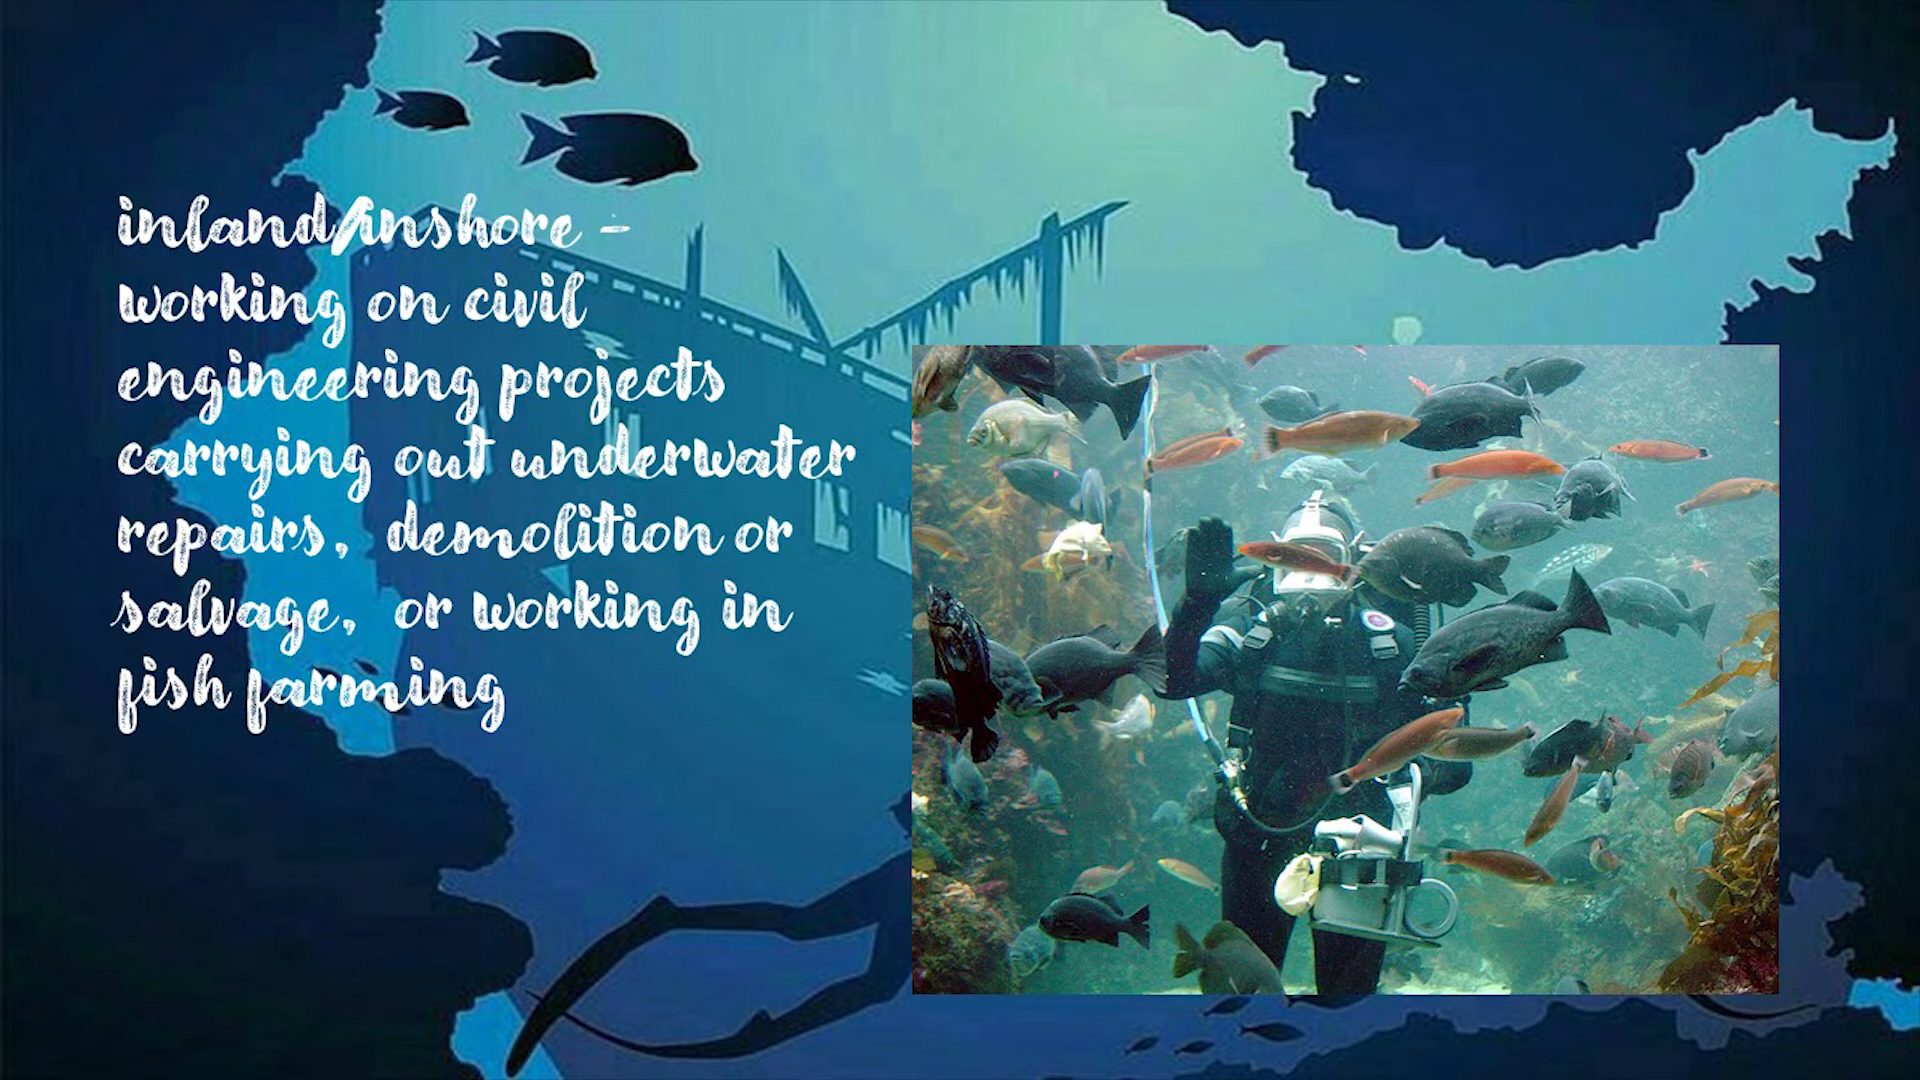 inland/inshore -
working on civil
engineering projects
carrying out underwater
repairs, demolition or
salvage, or working in
fish farming